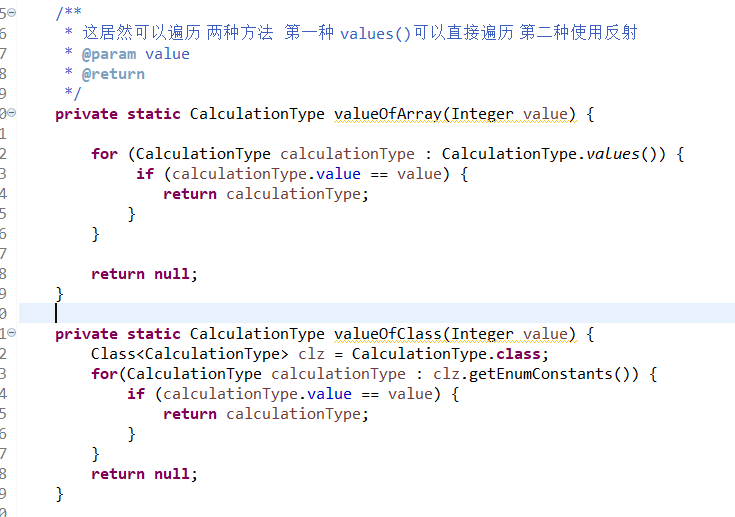 5 /**
6 * 这居然可以遍历 两种方法 第一种 values()可以直接遍历 第二种使用反射
7 * @param value
8 * @return
9 */
0 private static CalculationType valueOfArray(Integer value) {
1
2 for (CalculationType calculationType : CalculationType.values()) {
3 if (calculationType.value == value) {
4 return calculationType;
5 }
6 }
7
8 return null;
9 }
0
1 private static CalculationType valueOfClass(Integer value) {
2 Class<CalculationType> clz = CalculationType.class;
3 for(CalculationType calculationType : clz.getEnumConstants()) {
4 if (calculationType.value == value) {
5 return calculationType;
6 }
7 }
8 return null;
9 }
0